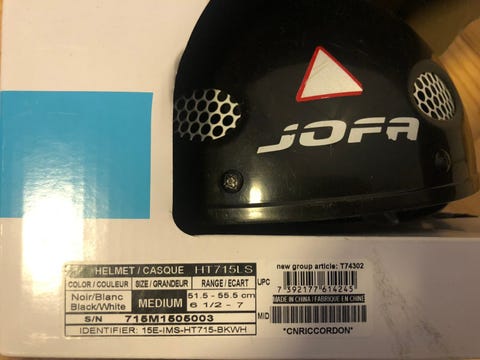 JOFA
HELMET / CASQUE HT715LS
COLOR / COULEUR SIZE / GRANDEUR RANGE / ECART
Noir/Blanc
Black/White
MEDIUM
51.5 - 55.5 cm
6 1/2 - 7
S/N 715M1505003
IDENTIFIER: 15E-IMS-HT715-BKWH
new group article: T74302
UPC
7 392177 614245
MADE IN CHINA / FABRIQUE EN CHINE
MID
*CNRICCORDON*